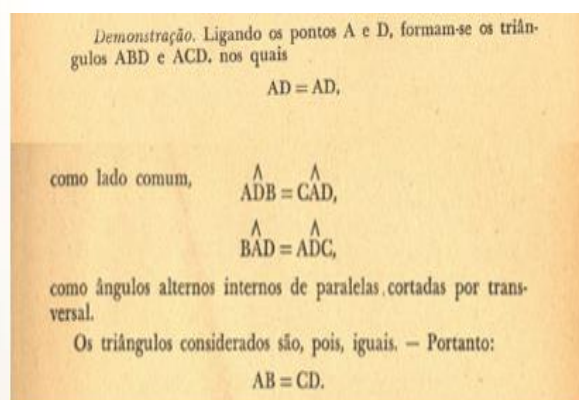 Demonstração. Ligando os pontos A e D, formam-se os triân-
gulos ABD e ACD, nos quais
AD = AD,
como lado comum, ADB = CAD,
BAD = ADC,
como ângulos alternos internos de paralelas cortadas por trans-
versal.
Os triângulos considerados são, pois, iguais. — Portanto:
AB = CD.